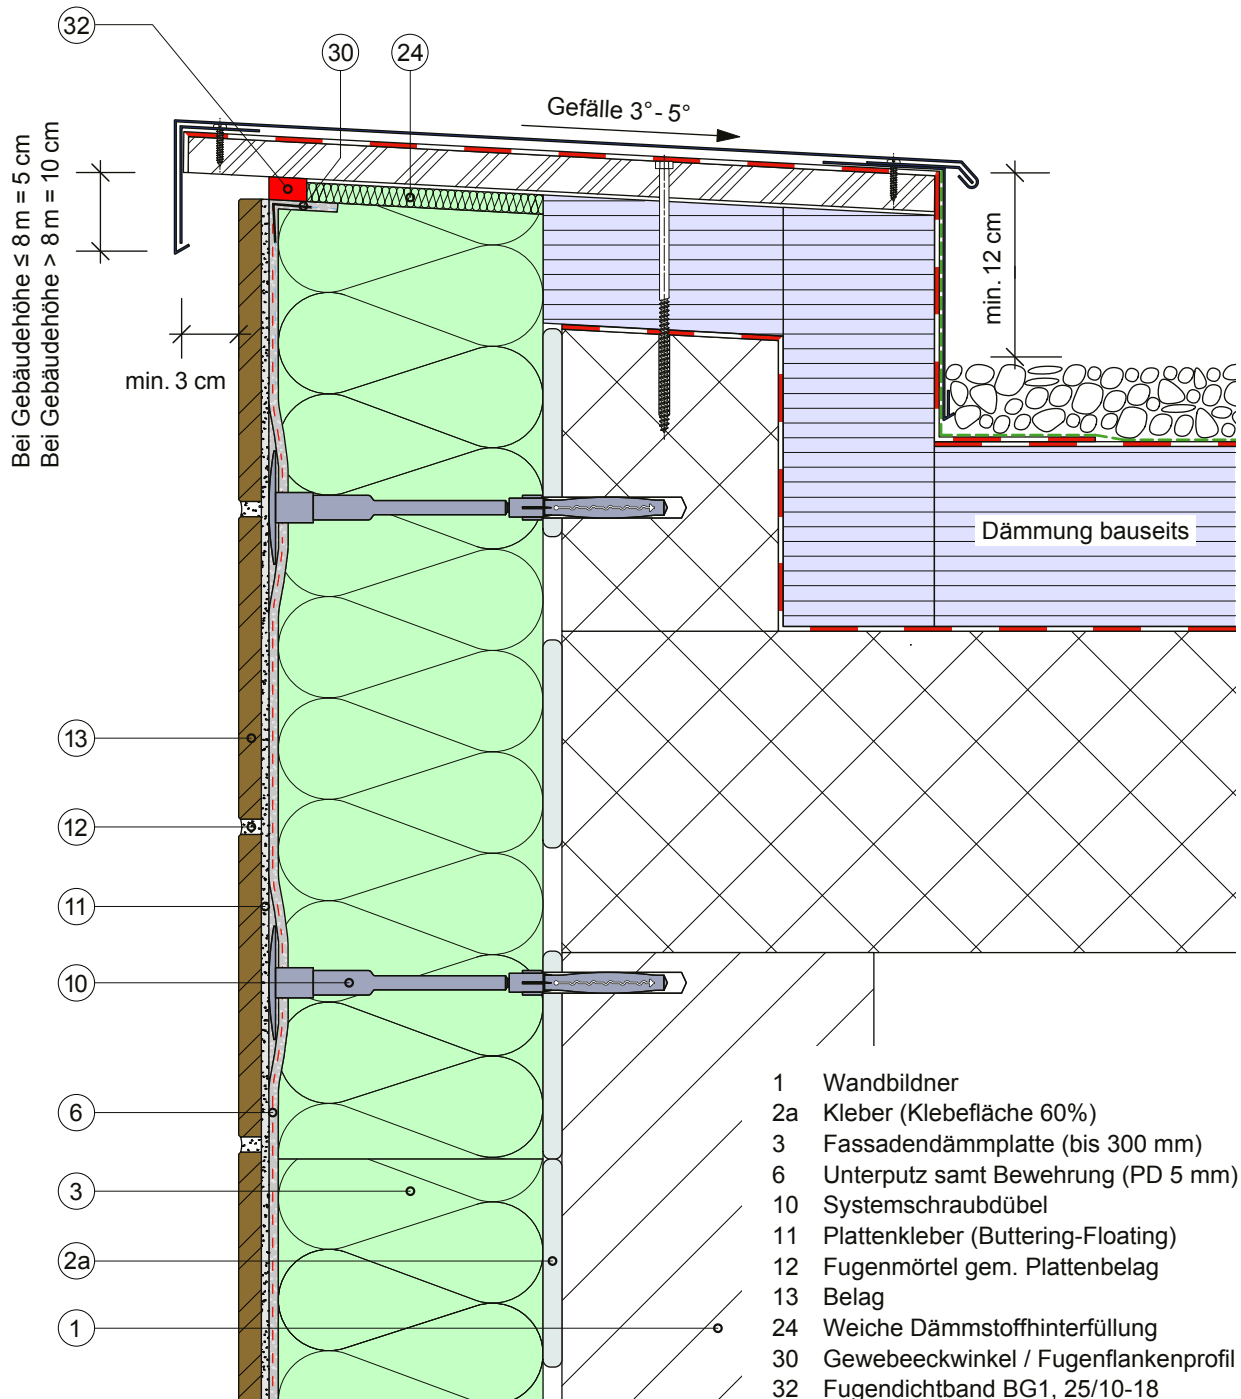 32
30
24
Gefälle 3° - 5°
Bei Gebäudehöhe ≤ 8 m = 5 cm
Bei Gebäudehöhe > 8 m = 10 cm
min. 12 cm
min. 3 cm
Dämmung bauseits
13
12
11
10
6
3
2a
1
1 Wandbildner
2a Kleber (Klebefläche 60%)
3 Fassadendämmplatte (bis 300 mm)
6 Unterputz samt Bewehrung (PD 5 mm)
10 Systemschraubdübel
11 Plattenkleber (Buttering-Floating)
12 Fugenmörtel gem. Plattenbelag
13 Belag
24 Weiche Dämmstoffhinterfüllung
30 Gewebeeckwinkel / Fugenflankenprofil
32 Fugendichtband BG1, 25/10-18